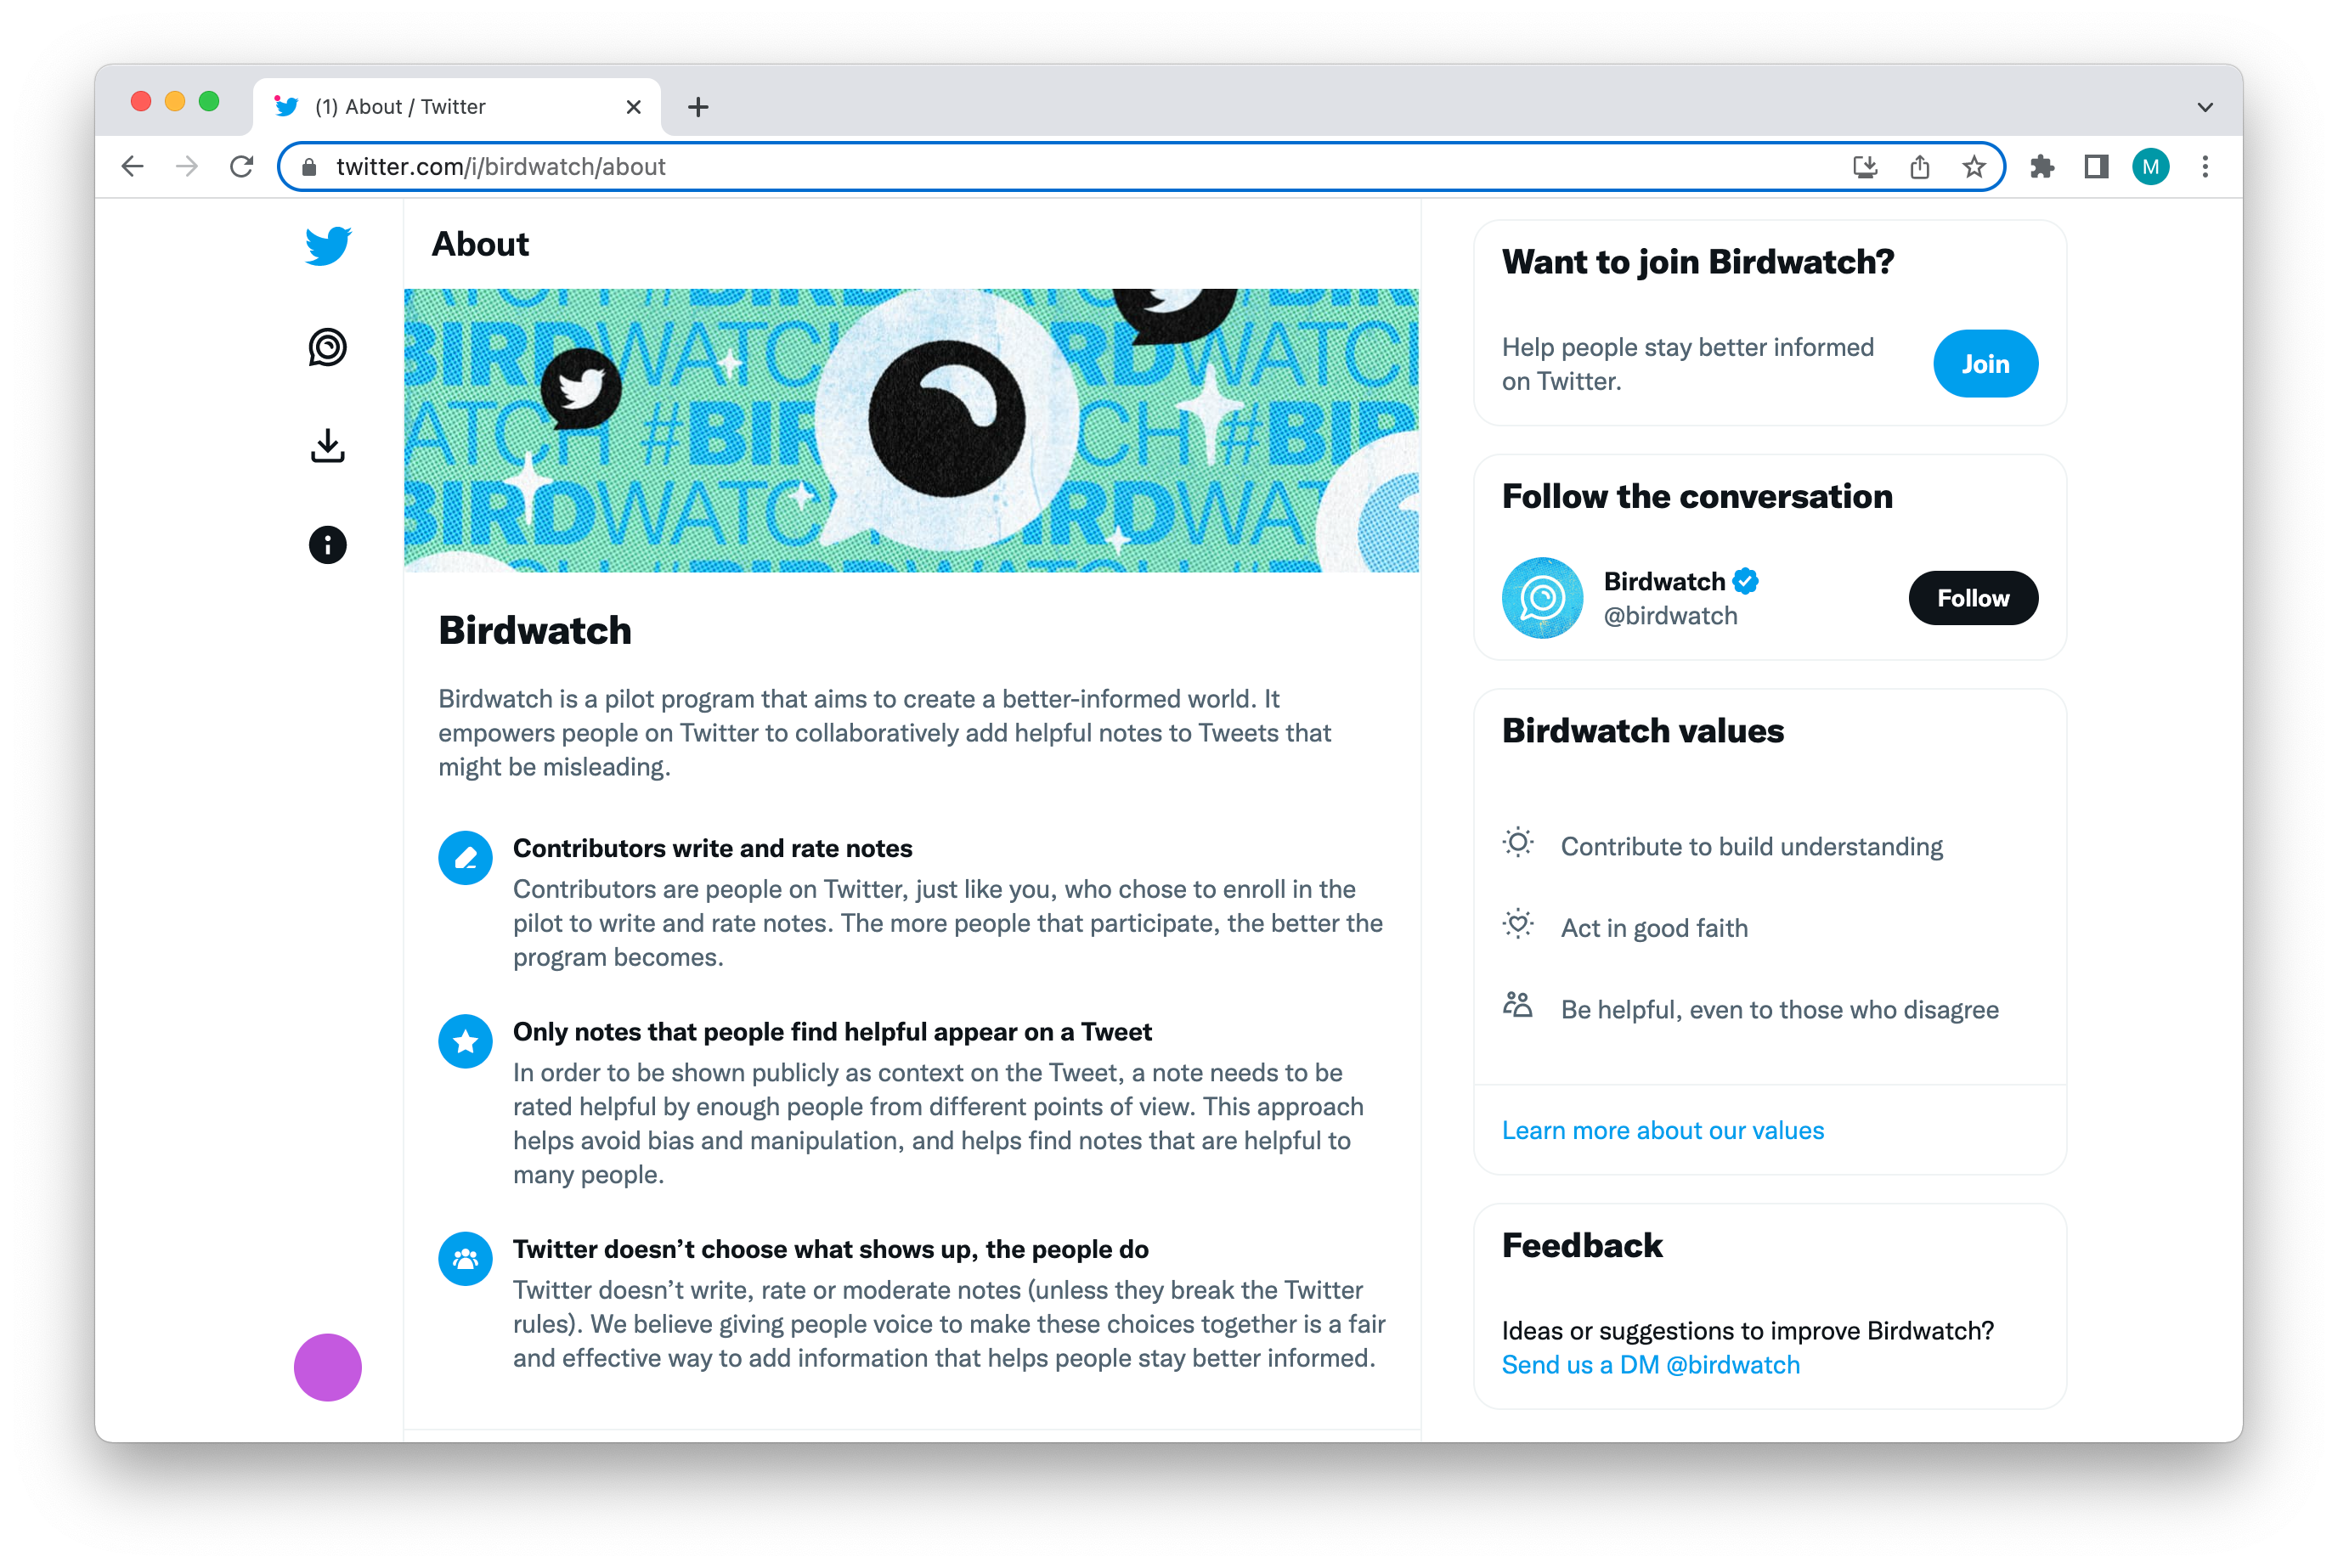 (1) About / Twitter
twitter.com/i/birdwatch/about
M
About
#BIRDWATCH
BIRDWATCH
WATCH #BIRD
BIRDWATCH
Birdwatch
Birdwatch is a pilot program that aims to create a better-informed world. It
empowers people on Twitter to collaboratively add helpful notes to Tweets that
might be misleading.
Contributors write and rate notes
Contributors are people on Twitter, just like you, who chose to enroll in the
pilot to write and rate notes. The more people that participate, the better the
program becomes.
Only notes that people find helpful appear on a Tweet
In order to be shown publicly as context on the Tweet, a note needs to be
rated helpful by enough people from different points of view. This approach
helps avoid bias and manipulation, and helps find notes that are helpful to
many people.
Twitter doesn’t choose what shows up, the people do
Twitter doesn’t write, rate or moderate notes (unless they break the Twitter
rules). We believe giving people voice to make these choices together is a fair
and effective way to add information that helps people stay better informed.
Want to join Birdwatch?
Help people stay better informed
on Twitter.
Join
Follow the conversation
Birdwatch
@birdwatch
Follow
Birdwatch values
Contribute to build understanding
Act in good faith
Be helpful, even to those who disagree
Learn more about our values
Feedback
Ideas or suggestions to improve Birdwatch?
Send us a DM @birdwatch